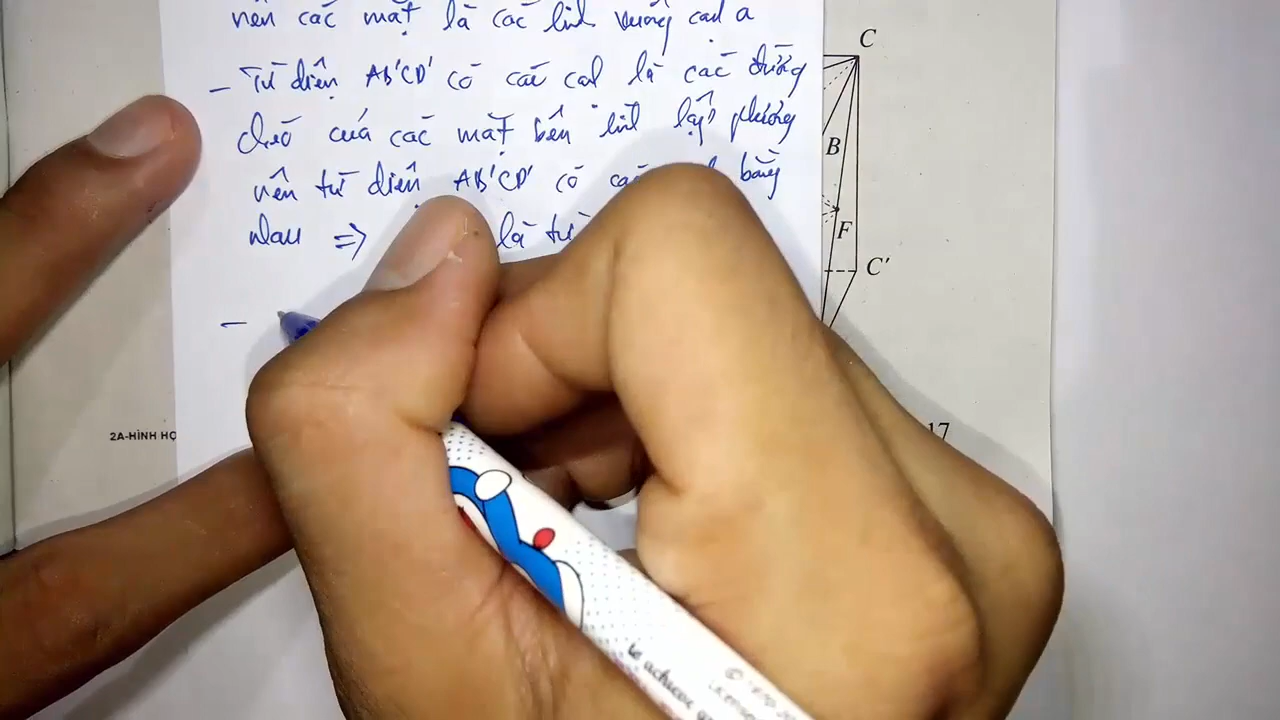 nên các mặt là các hình vuông cạnh a
- Tứ diện AB'CD' có các cạnh là các đường
chéo của các mặt bên hình lập phương
nên tứ diện AB'CD' có các bằng
nhau => là tứ
-
C
B
F
C'
2A-HÌNH HỌ
17